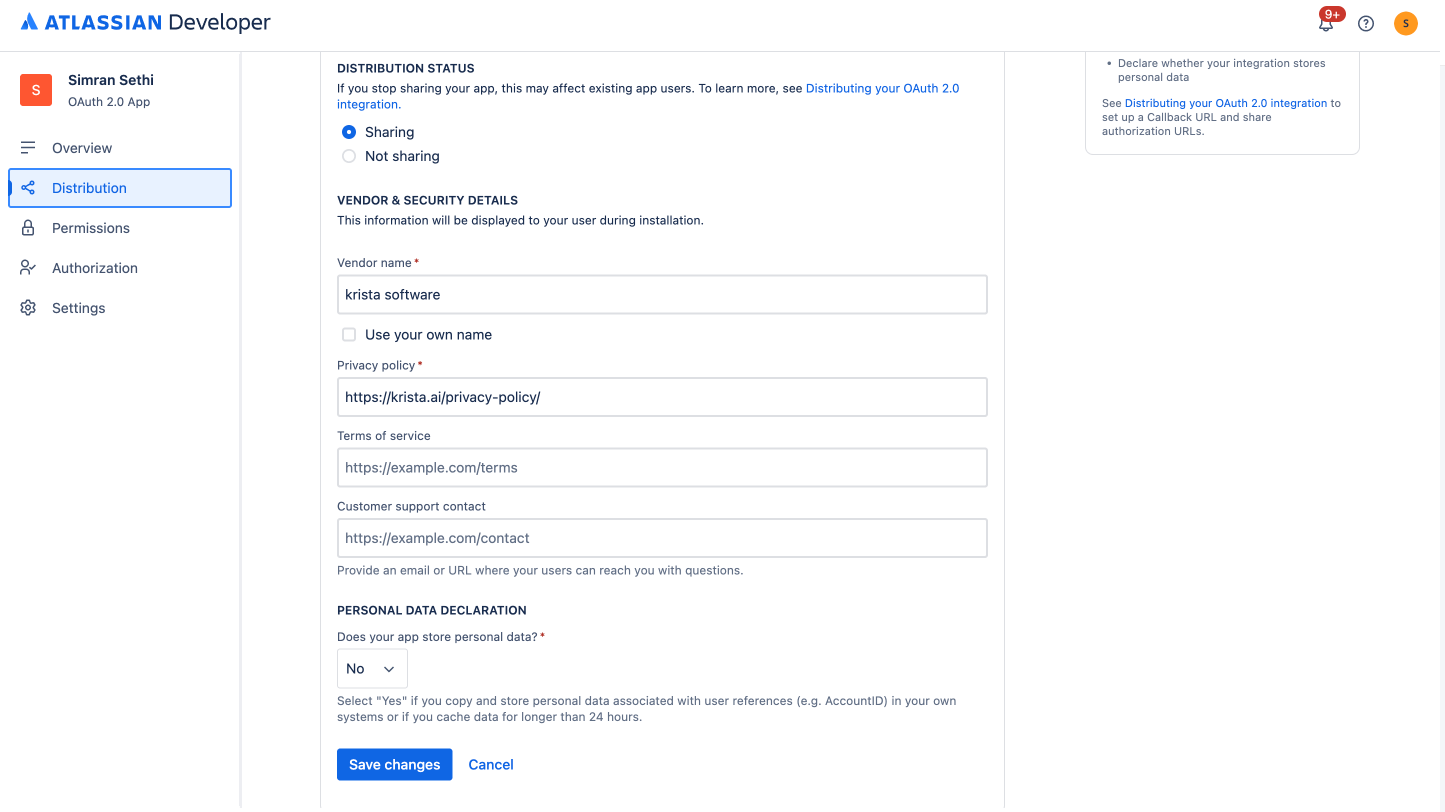 ATLASSIAN Developer
9+
S
S
Simran Sethi
OAuth 2.0 App
Overview
Distribution
Permissions
Authorization
Settings
DISTRIBUTION STATUS
If you stop sharing your app, this may affect existing app users. To learn more, see Distributing your OAuth 2.0
integration.
Sharing
Not sharing
VENDOR & SECURITY DETAILS
This information will be displayed to your user during installation.
Vendor name *
krista software
Use your own name
Privacy policy *
https://krista.ai/privacy-policy/
Terms of service
https://example.com/terms
Customer support contact
https://example.com/contact
Provide an email or URL where your users can reach you with questions.
PERSONAL DATA DECLARATION
Does your app store personal data? *
No
Select "Yes" if you copy and store personal data associated with user references (e.g. AccountID) in your own
systems or if you cache data for longer than 24 hours.
Save changes
Cancel
• Declare whether your integration stores
personal data
See Distributing your OAuth 2.0 integration to
set up a Callback URL and share
authorization URLs.